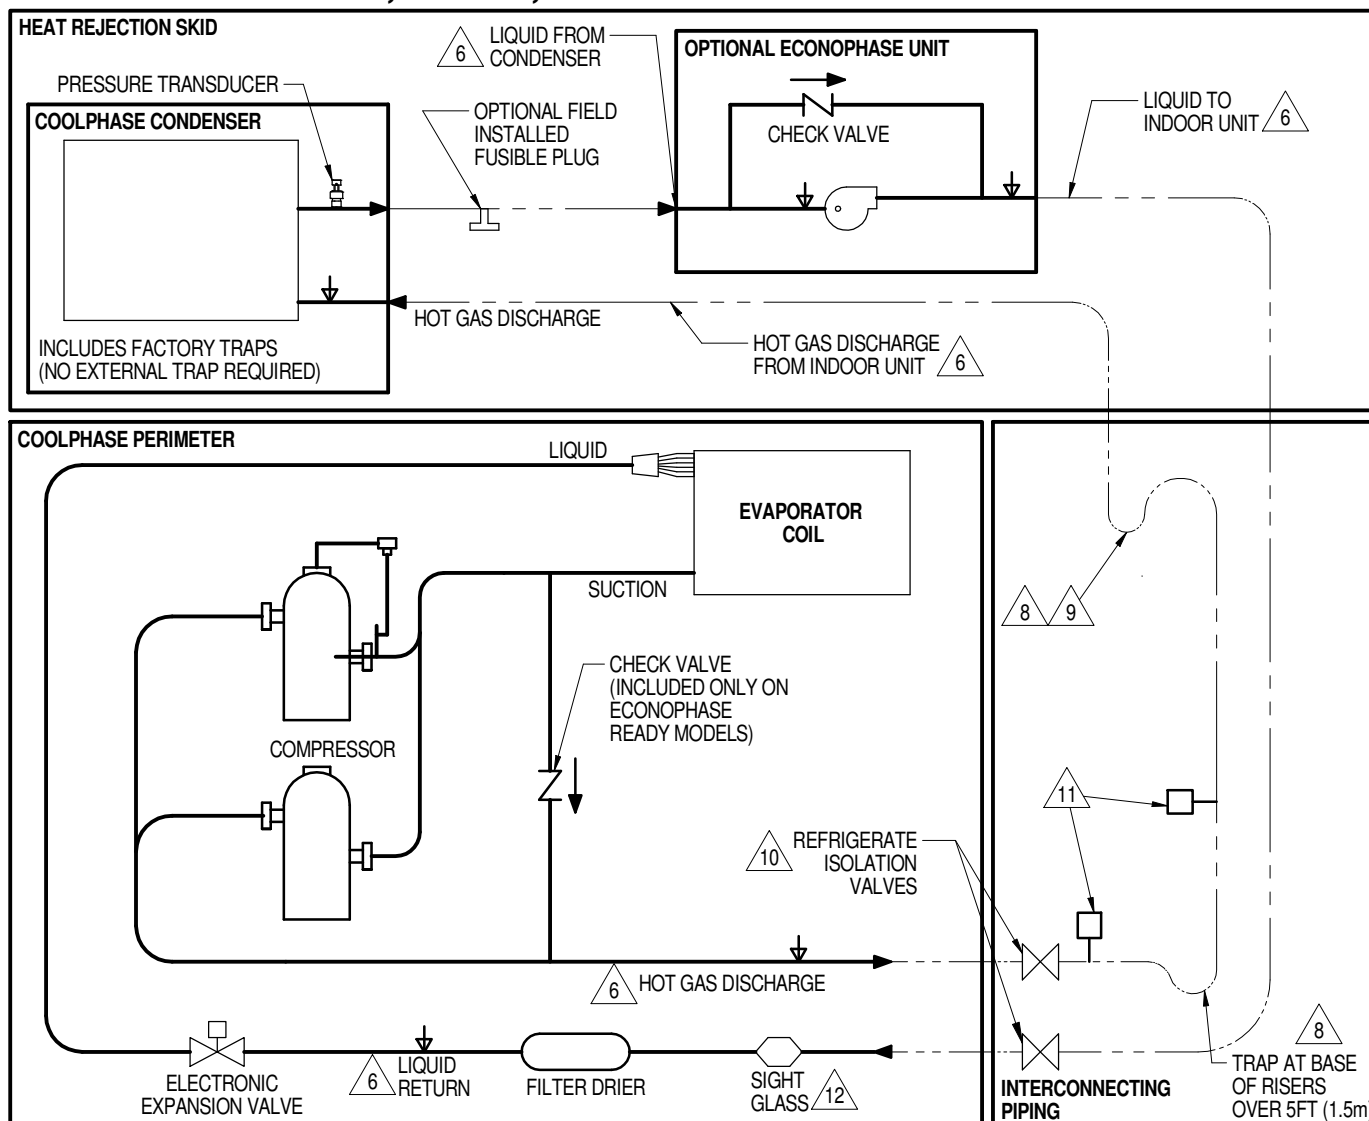 HEAT REJECTION SKID
6
LIQUID FROM
CONDENSER
OPTIONAL ECONOPHASE UNIT
PRESSURE TRANSDUCER
COOLPHASE CONDENSER
OPTIONAL FIELD
INSTALLED
FUSIBLE PLUG
CHECK VALVE
LIQUID TO
INDOOR UNIT
6
HOT GAS DISCHARGE
HOT GAS DISCHARGE
FROM INDOOR UNIT
6
INCLUDES FACTORY TRAPS
(NO EXTERNAL TRAP REQUIRED)
COOLPHASE PERIMETER
LIQUID
EVAPORATOR
COIL
SUCTION
8
9
CHECK VALVE
(INCLUDED ONLY ON
ECONOPHASE
READY MODELS)
COMPRESSOR
11
10
REFRIGERATE
ISOLATION
VALVES
6
HOT GAS DISCHARGE
ELECTRONIC
EXPANSION VALVE
6
LIQUID
RETURN
FILTER DRIER
SIGHT
GLASS
12
INTERCONNECTING
PIPING
8
TRAP AT BASE
OF RISERS
OVER 5FT (1.5m